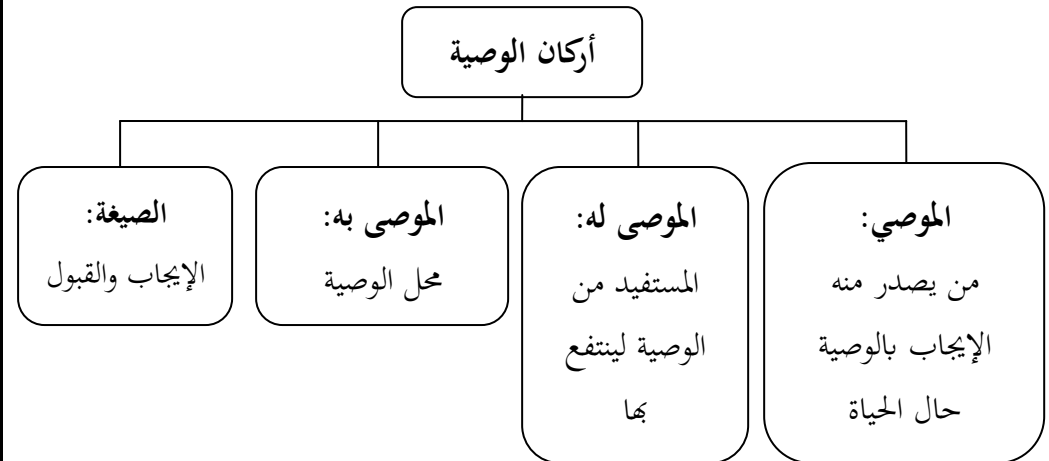 أركان الوصية
الموصي:
من يصدر منه
الإيجاب بالوصية
حال الحياة
الموصى له:
المستفيد من
الوصية لينتفع
بها
الموصى به:
محل الوصية
الصيغة:
الإيجاب والقبول